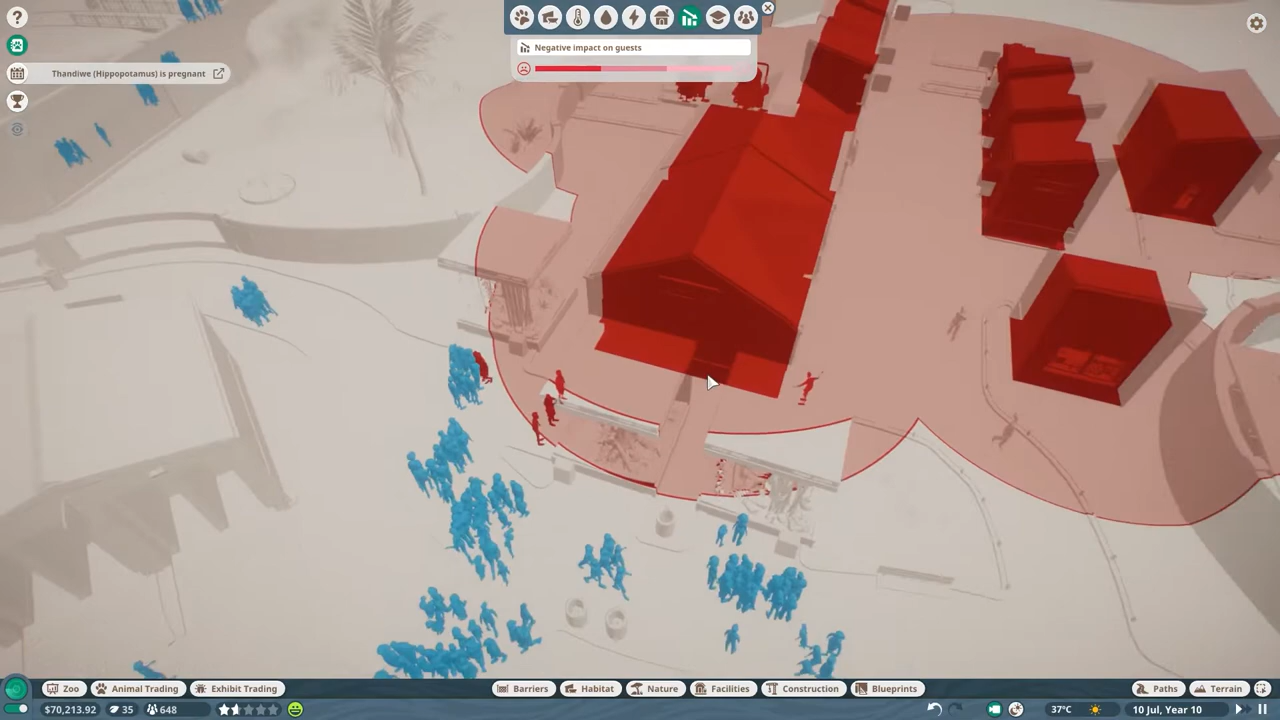 ?
Negative impact on guests
Thandiwe (Hippopotamus) is pregnant
Zoo
Animal Trading
Exhibit Trading
Barriers
Habitat
Nature
Facilities
Construction
Blueprints
Paths
Terrain
$70,213.92
35
648
37°C
10 Jul, Year 10